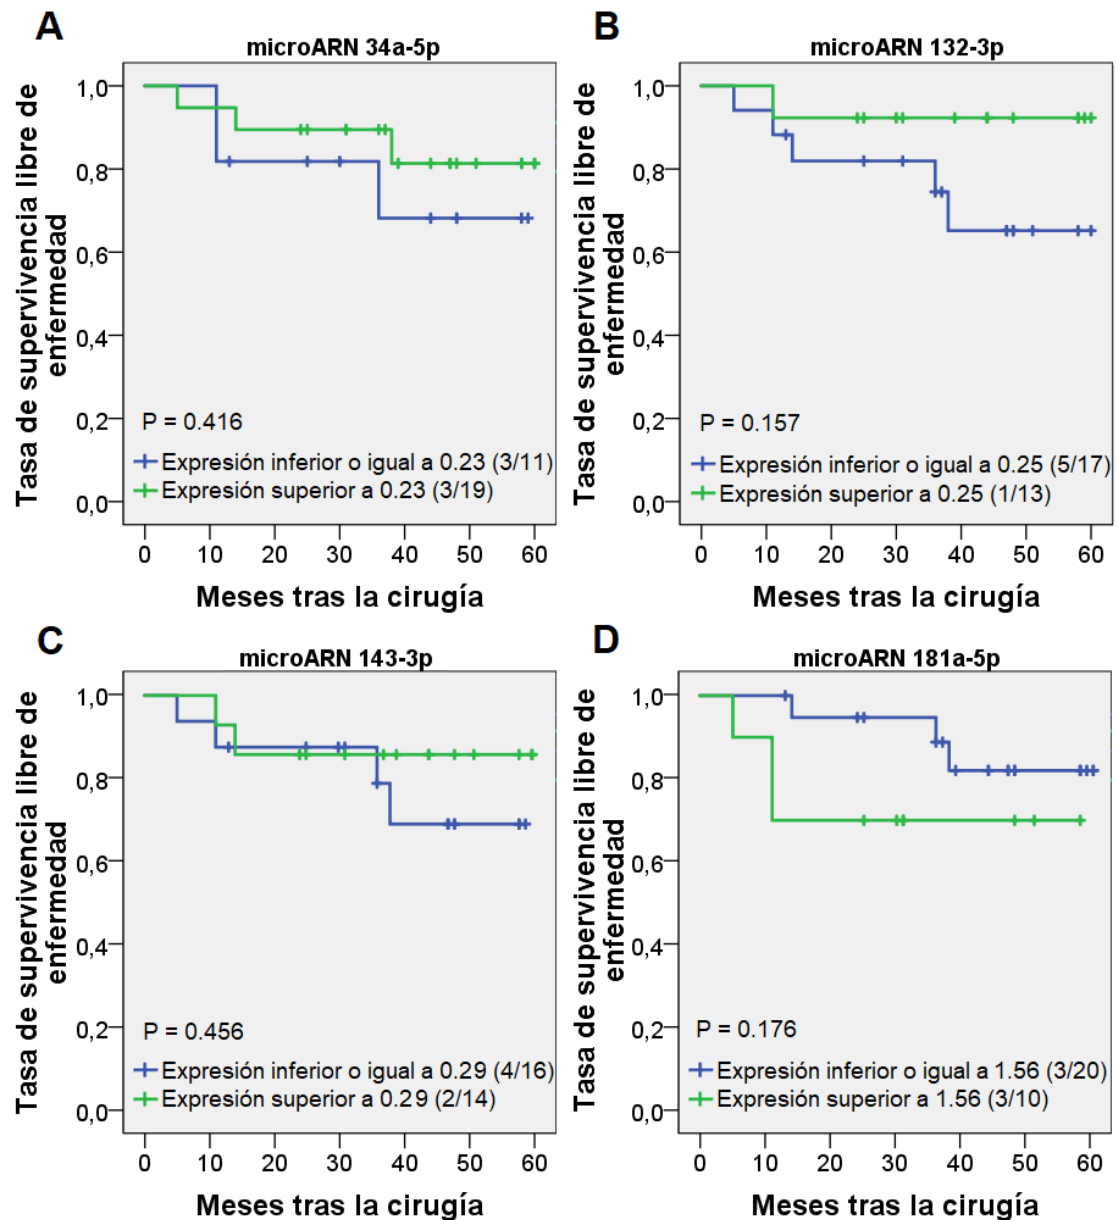 A
microARN 34a-5p
Tasa de supervivencia libre de
enfermedad
1,0
0,8
0,6
0,4
0,2
0,0
P = 0.416
Expresión inferior o igual a 0.23 (3/11)
Expresión superior a 0.23 (3/19)
0 10 20 30 40 50 60
Meses tras la cirugía
B
microARN 132-3p
Tasa de supervivencia libre de
enfermedad
1,0
0,8
0,6
0,4
0,2
0,0
P = 0.157
Expresión inferior o igual a 0.25 (5/17)
Expresión superior a 0.25 (1/13)
0 10 20 30 40 50 60
Meses tras la cirugía
C
microARN 143-3p
Tasa de supervivencia libre de
enfermedad
1,0
0,8
0,6
0,4
0,2
0,0
P = 0.456
Expresión inferior o igual a 0.29 (4/16)
Expresión superior a 0.29 (2/14)
0 10 20 30 40 50 60
Meses tras la cirugía
D
microARN 181a-5p
Tasa de supervivencia libre de
enfermedad
1,0
0,8
0,6
0,4
0,2
0,0
P = 0.176
Expresión inferior o igual a 1.56 (3/20)
Expresión superior a 1.56 (3/10)
0 10 20 30 40 50 60
Meses tras la cirugía